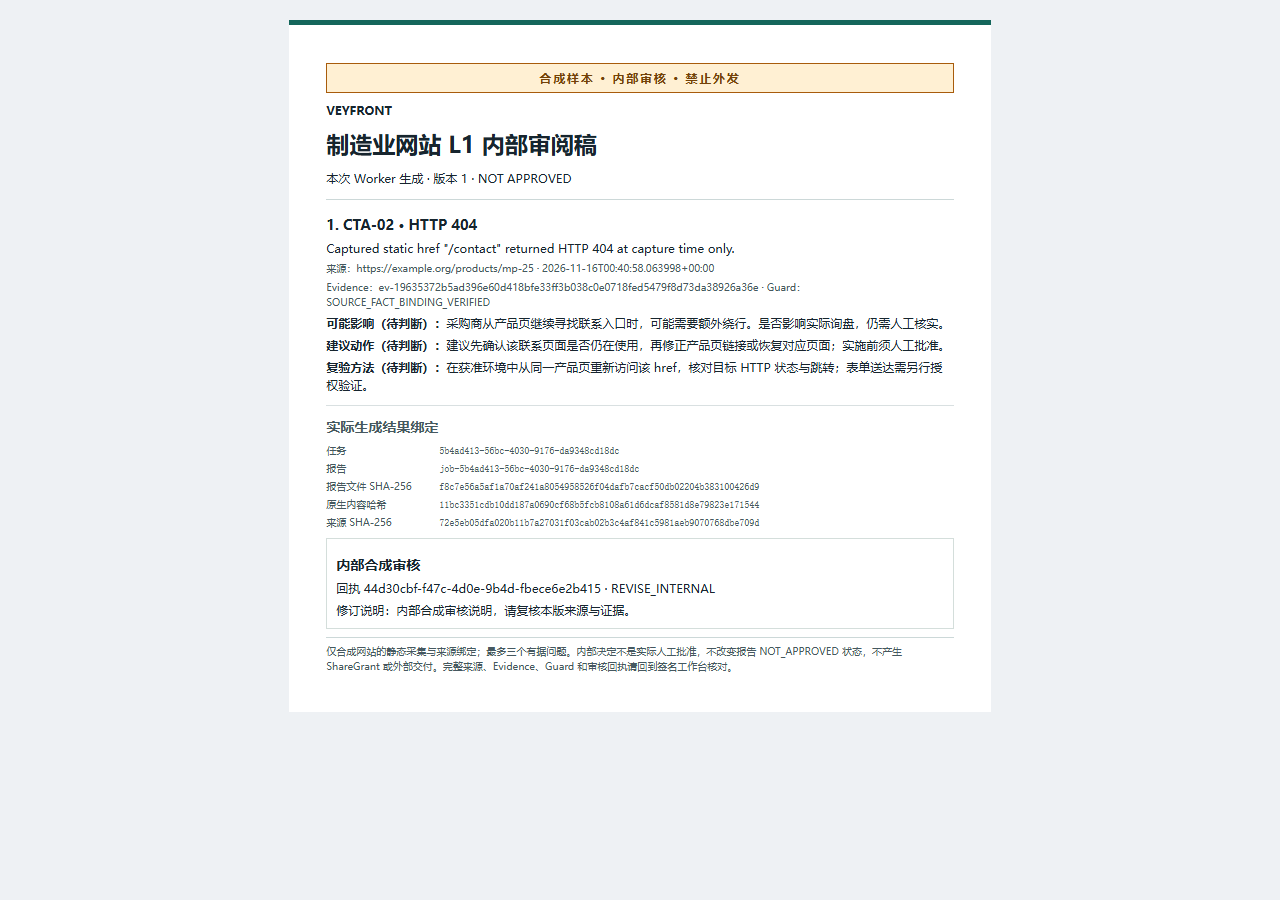 合成样本 • 内部审核 • 禁止外发
VEYFRONT
制造业网站 L1 内部审阅稿
本次 Worker 生成 · 版本 1 · NOT APPROVED
1. CTA-02 • HTTP 404
Captured static href "/contact" returned HTTP 404 at capture time only.
来源：https://example.org/products/mp-25 · 2026-11-16T00:40:58.063998+00:00
Evidence：ev-19635372b5ad396e60d418bfe33ff3b038c0e0718fed5479f8d73da38926a36e · Guard：
SOURCE_FACT_BINDING_VERIFIED
可能影响（待判断）：采购商从产品页继续寻找联系入口时，可能需要额外绕行。是否影响实际询盘，仍需人工核实。
建议动作（待判断）：建议先确认该联系页面是否仍在使用，再修正产品页链接或恢复对应页面；实施前须人工批准。
复验方法（待判断）：在获准环境中从同一产品页重新访问该 href，核对目标 HTTP 状态与跳转；表单送达需另行授
权验证。
实际生成结果绑定
任务 5b4ad413-56bc-4030-9176-da9348cd18dc
报告 job-5b4ad413-56bc-4030-9176-da9348cd18dc
报告文件 SHA-256 f8c7e56a5af1a70af241a8054958526f04dafb7cacf50db02204b383100426d9
原生内容哈希 11bc3351cdb10dd187a0690cf68b5fcb8108a61d6dcaf8581d8e79823e171544
来源 SHA-256 72e5eb05dfa020b11b7a27031f03cab02b3c4af841c5981aeb9070768dbe709d
内部合成审核
回执 44d30cbf-f47c-4d0e-9b4d-fbece6e2b415 · REVISE_INTERNAL
修订说明：内部合成审核说明，请复核本版来源与证据。
仅合成网站的静态采集与来源绑定；最多三个有据问题。内部决定不是实际人工批准，不改变报告 NOT_APPROVED 状态，不产生
ShareGrant 或外部交付。完整来源、Evidence、Guard 和审核回执请回到签名工作台核对。